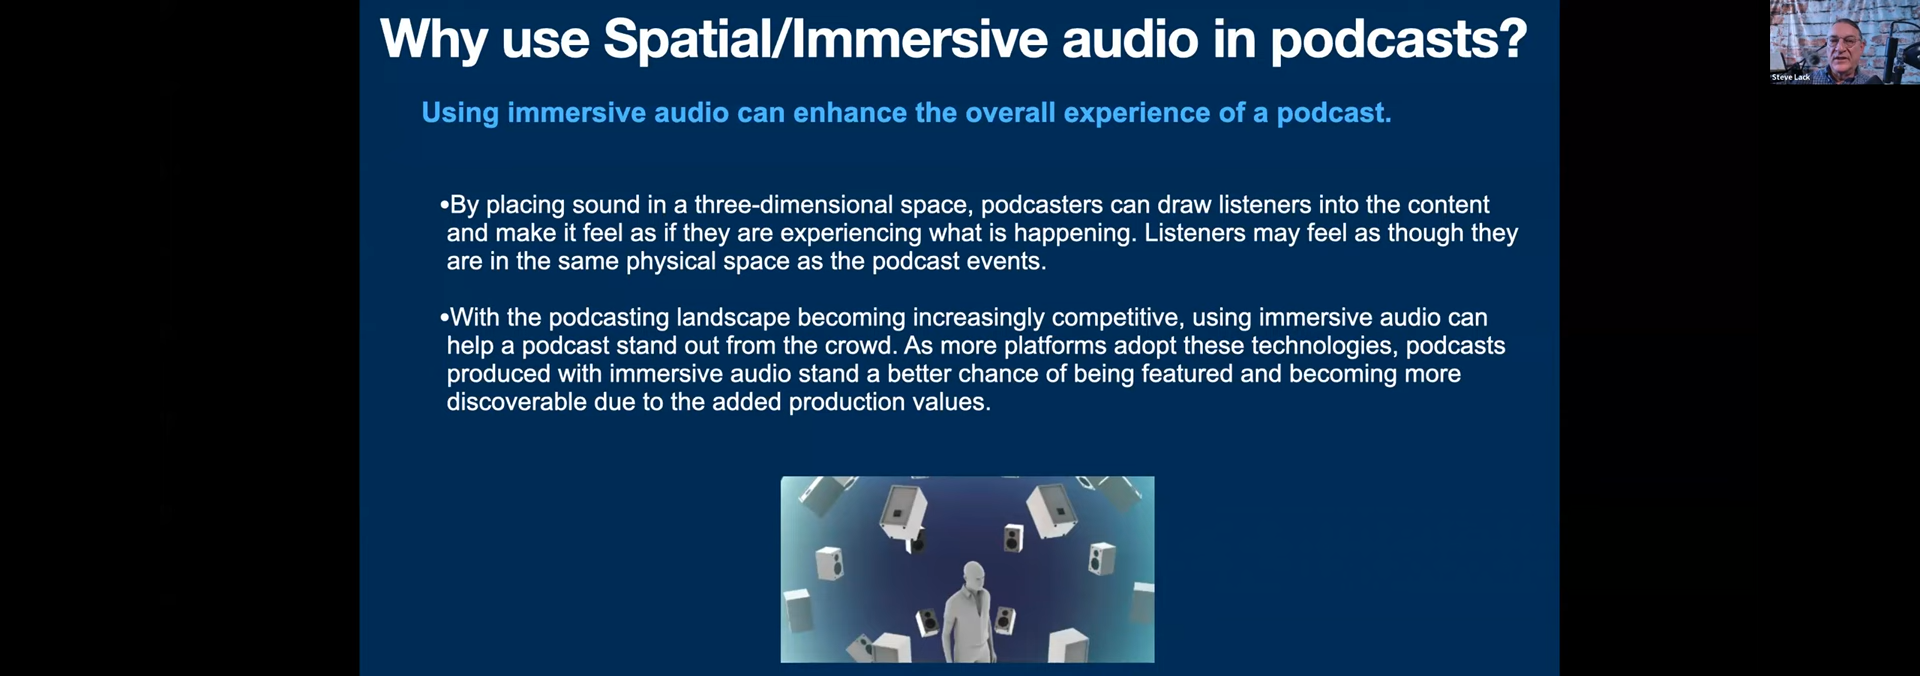 Why use Spatial/Immersive audio in podcasts?
Steve Lack
Using immersive audio can enhance the overall experience of a podcast.
•By placing sound in a three-dimensional space, podcasters can draw listeners into the content
and make it feel as if they are experiencing what is happening. Listeners may feel as though they
are in the same physical space as the podcast events.
•With the podcasting landscape becoming increasingly competitive, using immersive audio can
help a podcast stand out from the crowd. As more platforms adopt these technologies, podcasts
produced with immersive audio stand a better chance of being featured and becoming more
discoverable due to the added production values.